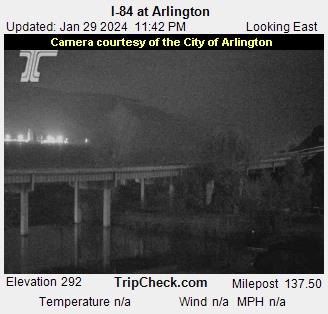 I-84 at Arlington
Updated: Jan 29 2024 11:42 PM Looking East
Camera courtesy of the City of Arlington
Elevation 292 TripCheck.com Milepost 137.50
Temperature n/a Wind n/a MPH n/a